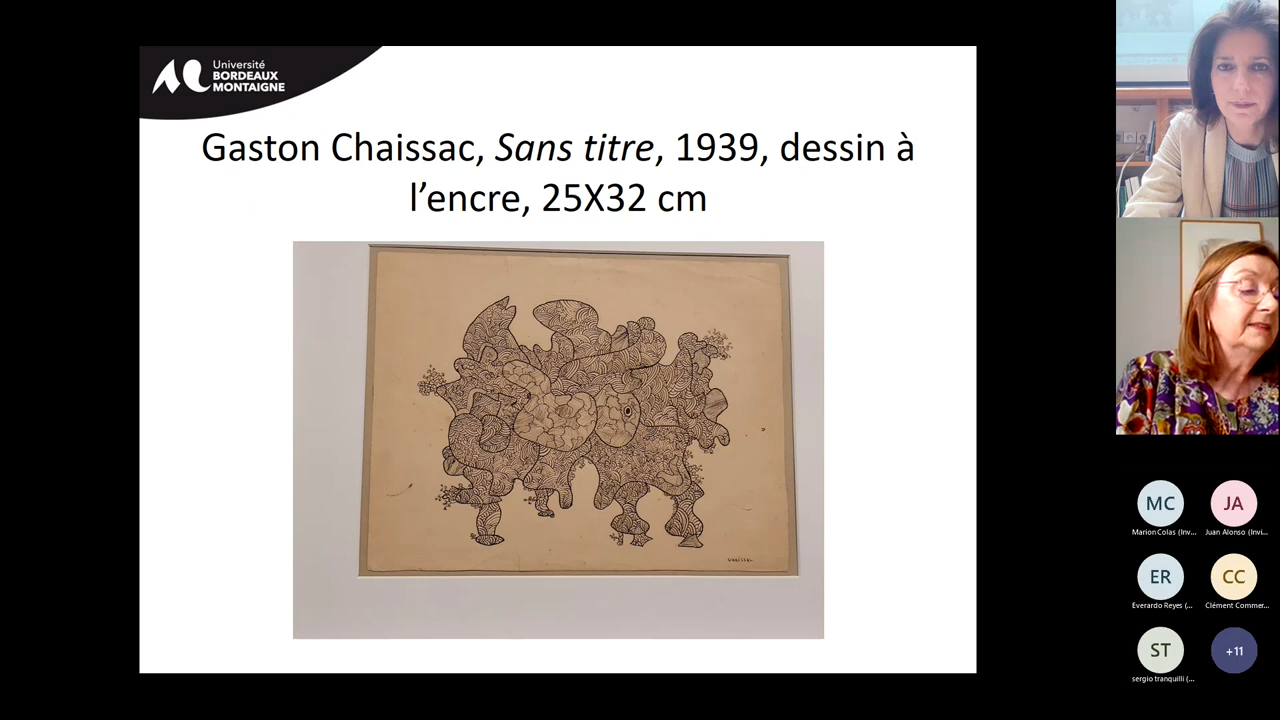 Université
BORDEAUX
MONTAIGNE
Gaston Chaissac, Sans titre, 1939, dessin à
l’encre, 25X32 cm
MC
JA
Marion Colas (Inv...
Juan Alonso (Invi...
ER
CC
Everardo Reyes (...
Clément Commer...
ST
+11
sergio tranquilli (...